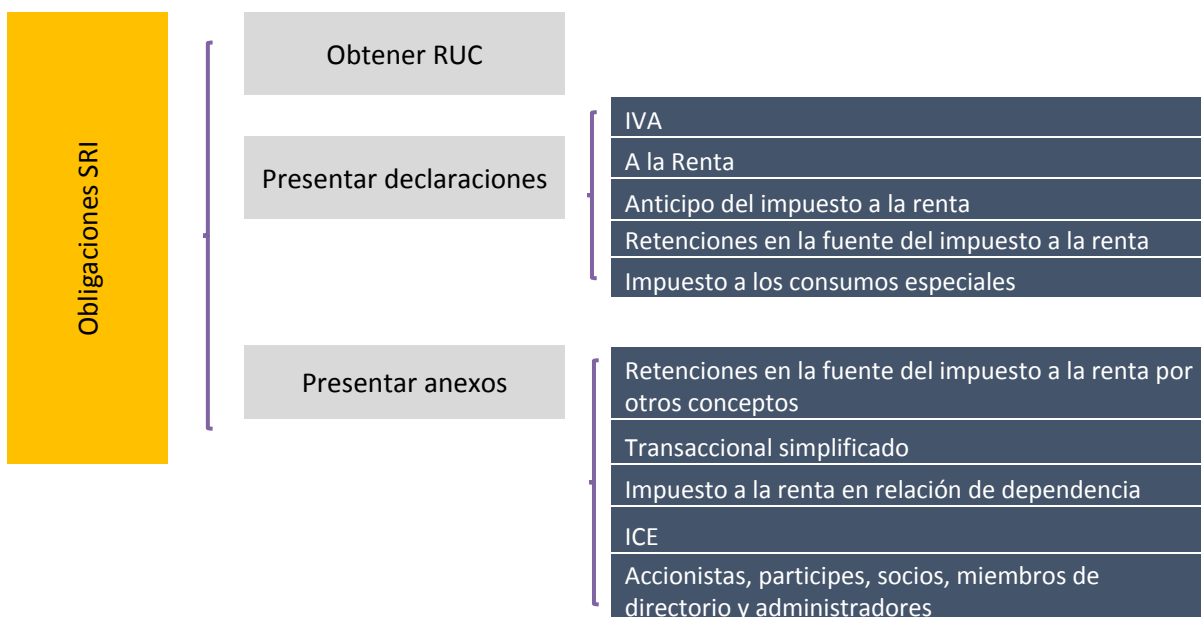 Obligaciones SRI
Obtener RUC
Presentar declaraciones
IVA
A la Renta
Anticipo del impuesto a la renta
Retenciones en la fuente del impuesto a la renta
Impuesto a los consumos especiales
Presentar anexos
Retenciones en la fuente del impuesto a la renta por
otros conceptos
Transaccional simplificado
Impuesto a la renta en relación de dependencia
ICE
Accionistas, participes, socios, miembros de
directorio y administradores